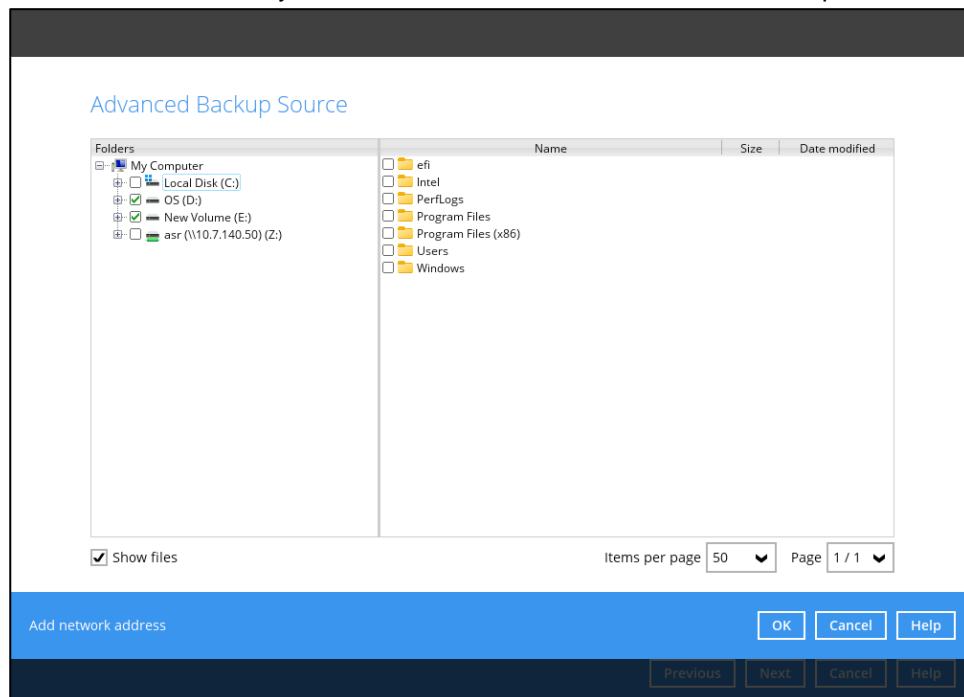 Advanced Backup Source
Folders
Name
Size
Date modified
My Computer
Local Disk (C:)
OS (D:)
New Volume (E:)
asr (\\10.7.140.50) (Z:)
efi
Intel
PerfLogs
Program Files
Program Files (x86)
Users
Windows
Show files
Items per page 50 Page 1 / 1
Add network address
OK Cancel Help
Previous Next Cancel Help